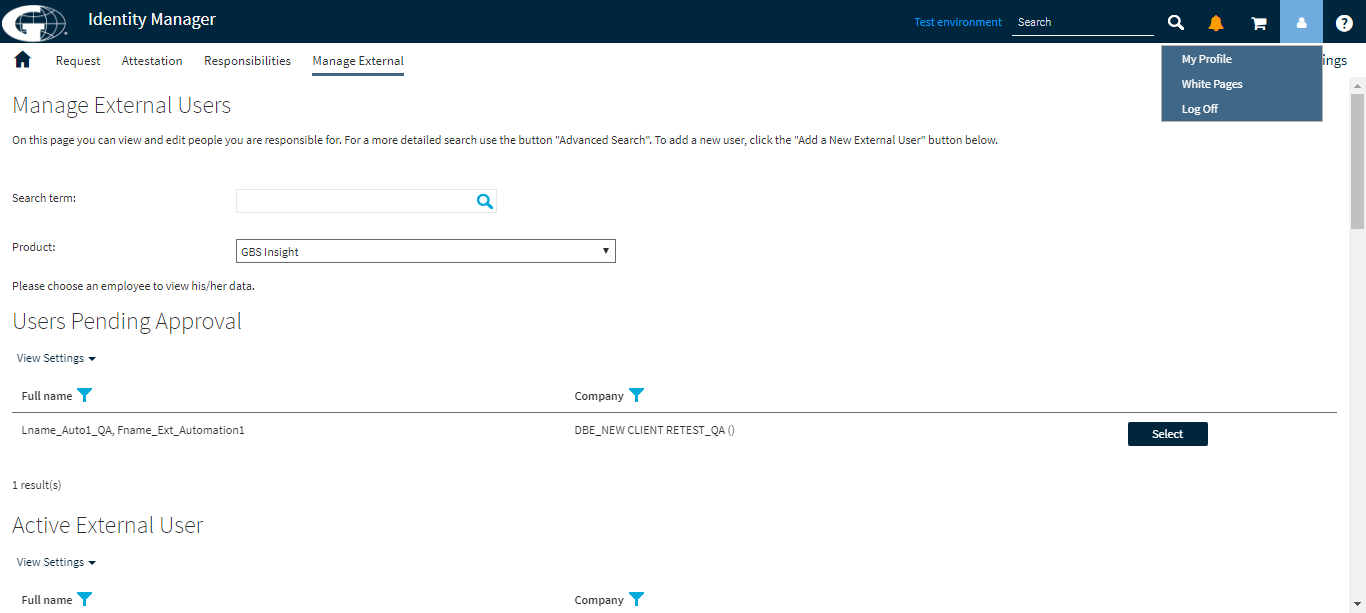 Identity Manager
Test environment
Search
Request
Attestation
Responsibilities
Manage External
ings
My Profile
White Pages
Log Off
Manage External Users
On this page you can view and edit people you are responsible for. For a more detailed search use the button "Advanced Search". To add a new user, click the "Add a New External User" button below.
Search term:
Product:
GBS Insight
Please choose an employee to view his/her data.
Users Pending Approval
View Settings
Full name
Company
Lname_Auto1_QA, Fname_Ext_Automation1
DBE_NEW CLIENT RETEST_QA ()
Select
1 result(s)
Active External User
View Settings
Full name
Company